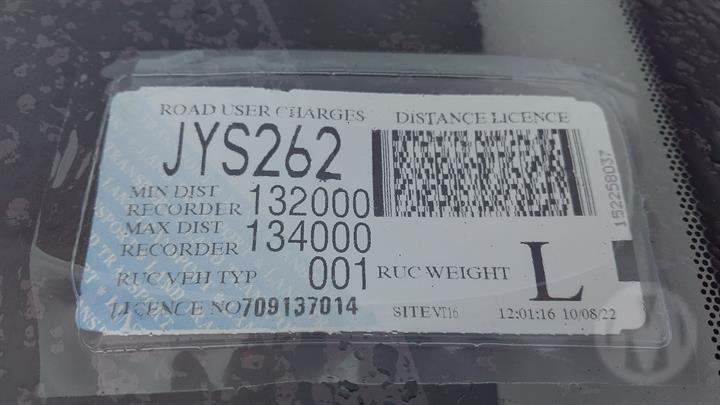 ROAD USER CHARGES DISTANCE LICENCE
JYS262
MIN DIST
RECORDER 132000
MAX DIST
RECORDER 134000
RUC VEH TYP 001 RUC WEIGHT L
LICENCE NO 709137014 SITE VT16 12:01:16 10/08/22
152258037